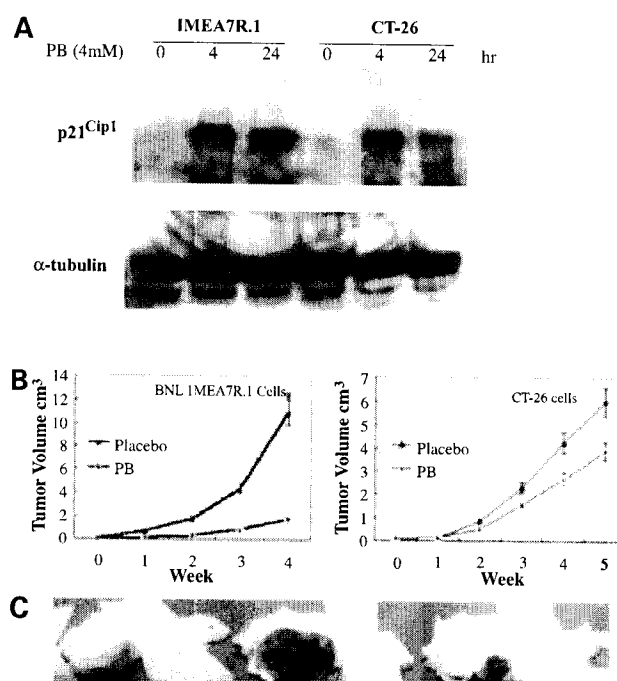 A
IMEA7R.1 CT-26
PB (4mM) 0 4 24 0 4 24 hr
p21Cip1
α-tubulin
B
Tumor Volume cm3
14
12
10
8
6
4
2
0
BNL 1MEA7R.1 Cells
Placebo
PB
0 1 2 3 4
Week
Tumor Volume cm3
7
6
5
4
3
2
1
0
CT-26 cells
Placebo
PB
0 1 2 3 4 5
Week
C